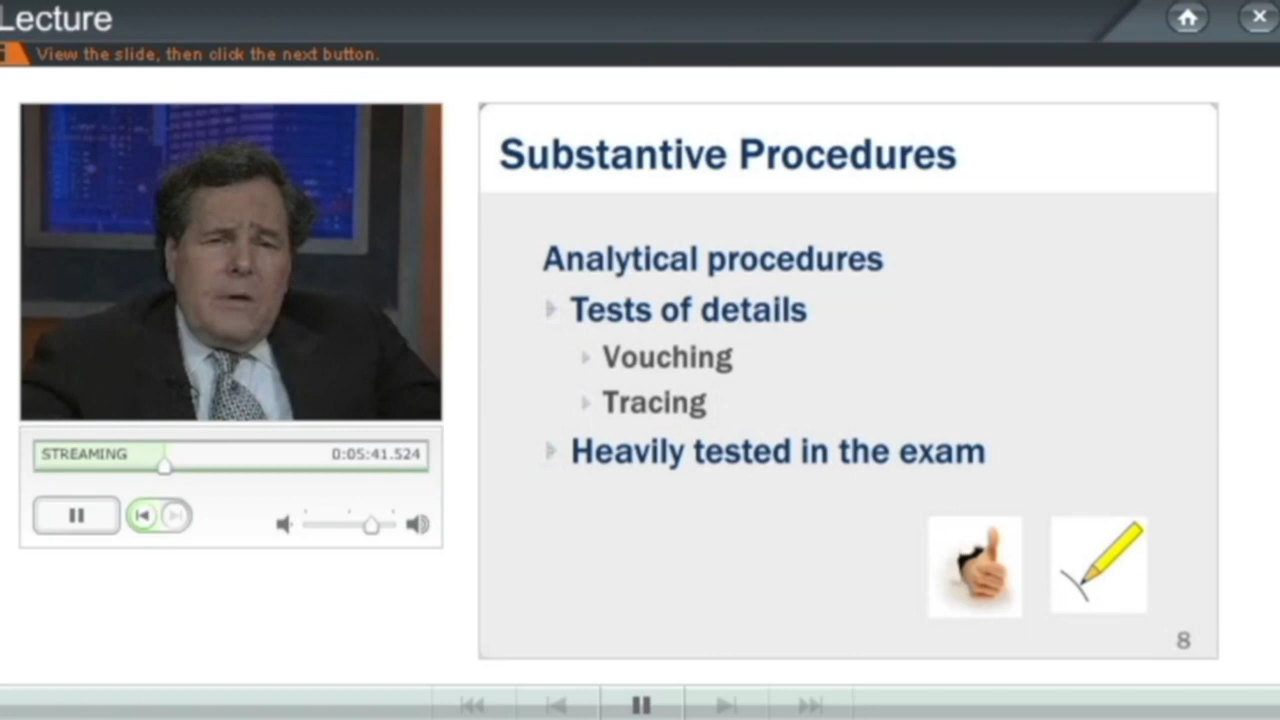 Lecture
View the slide, then click the next button.
Substantive Procedures
Analytical procedures
Tests of details
Vouching
Tracing
Heavily tested in the exam
STREAMING 0:05:41.524
8